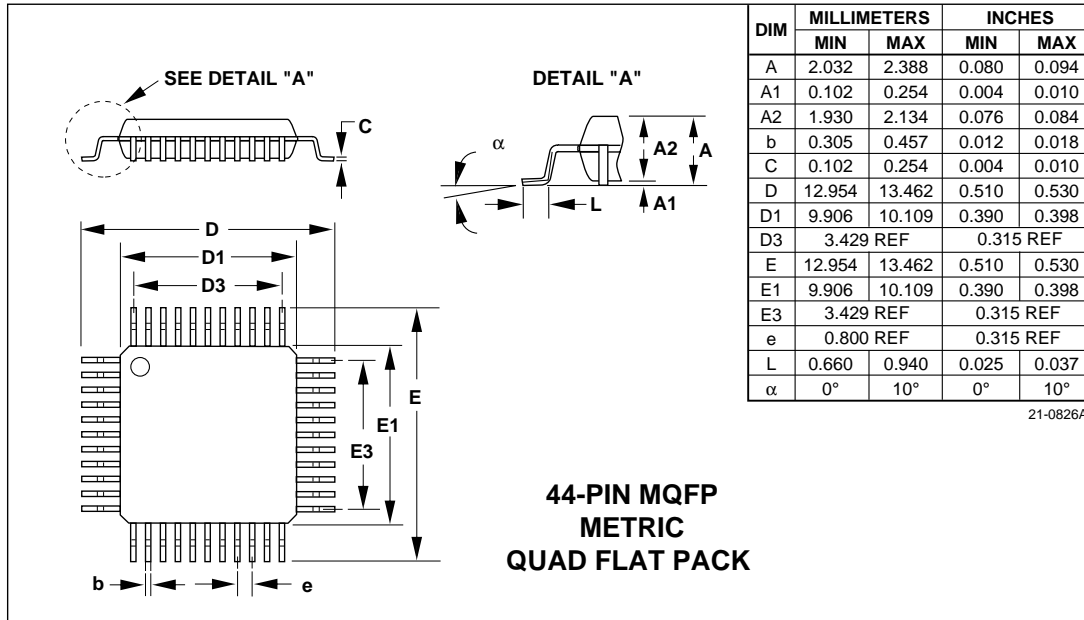 SEE DETAIL "A"
C
DETAIL "A"
α
A2
A
L
A1
D
D1
D3
E
E1
E3
b
e
44-PIN MQFP
METRIC
QUAD FLAT PACK
DIM MILLIMETERS INCHES
MIN MAX MIN MAX
A 2.032 2.388 0.080 0.094
A1 0.102 0.254 0.004 0.010
A2 1.930 2.134 0.076 0.084
b 0.305 0.457 0.012 0.018
C 0.102 0.254 0.004 0.010
D 12.954 13.462 0.510 0.530
D1 9.906 10.109 0.390 0.398
D3 3.429 REF 0.315 REF
E 12.954 13.462 0.510 0.530
E1 9.906 10.109 0.390 0.398
E3 3.429 REF 0.315 REF
e 0.800 REF 0.315 REF
L 0.660 0.940 0.025 0.037
α 0° 10° 0° 10°
21-0826A